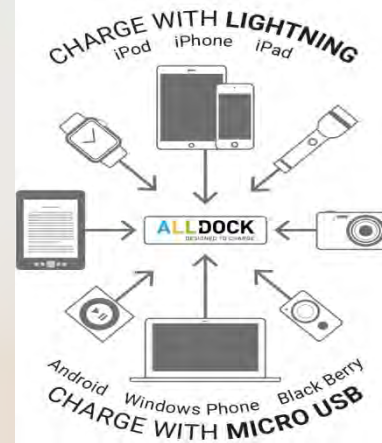 CHARGE WITH LIGHTNING
iPod iPhone iPad
ALLDOCK
DESIGNED TO CHARGE
Android Windows Phone Black Berry
CHARGE WITH MICRO USB